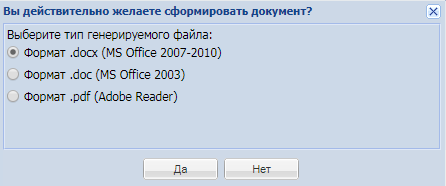 Вы действительно желаете сформировать документ?
Выберите тип генерируемого файла:
Формат .docx (MS Office 2007-2010)
Формат .doc (MS Office 2003)
Формат .pdf (Adobe Reader)
Да Нет